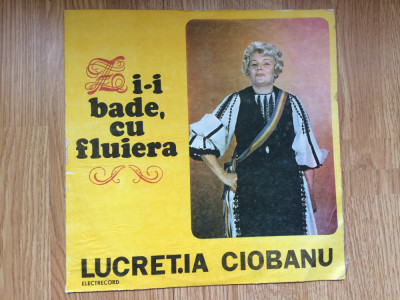 Zi-i
bade,
cu
fluiera
LUCREȚIA CIOBANU
ELECTRECORD